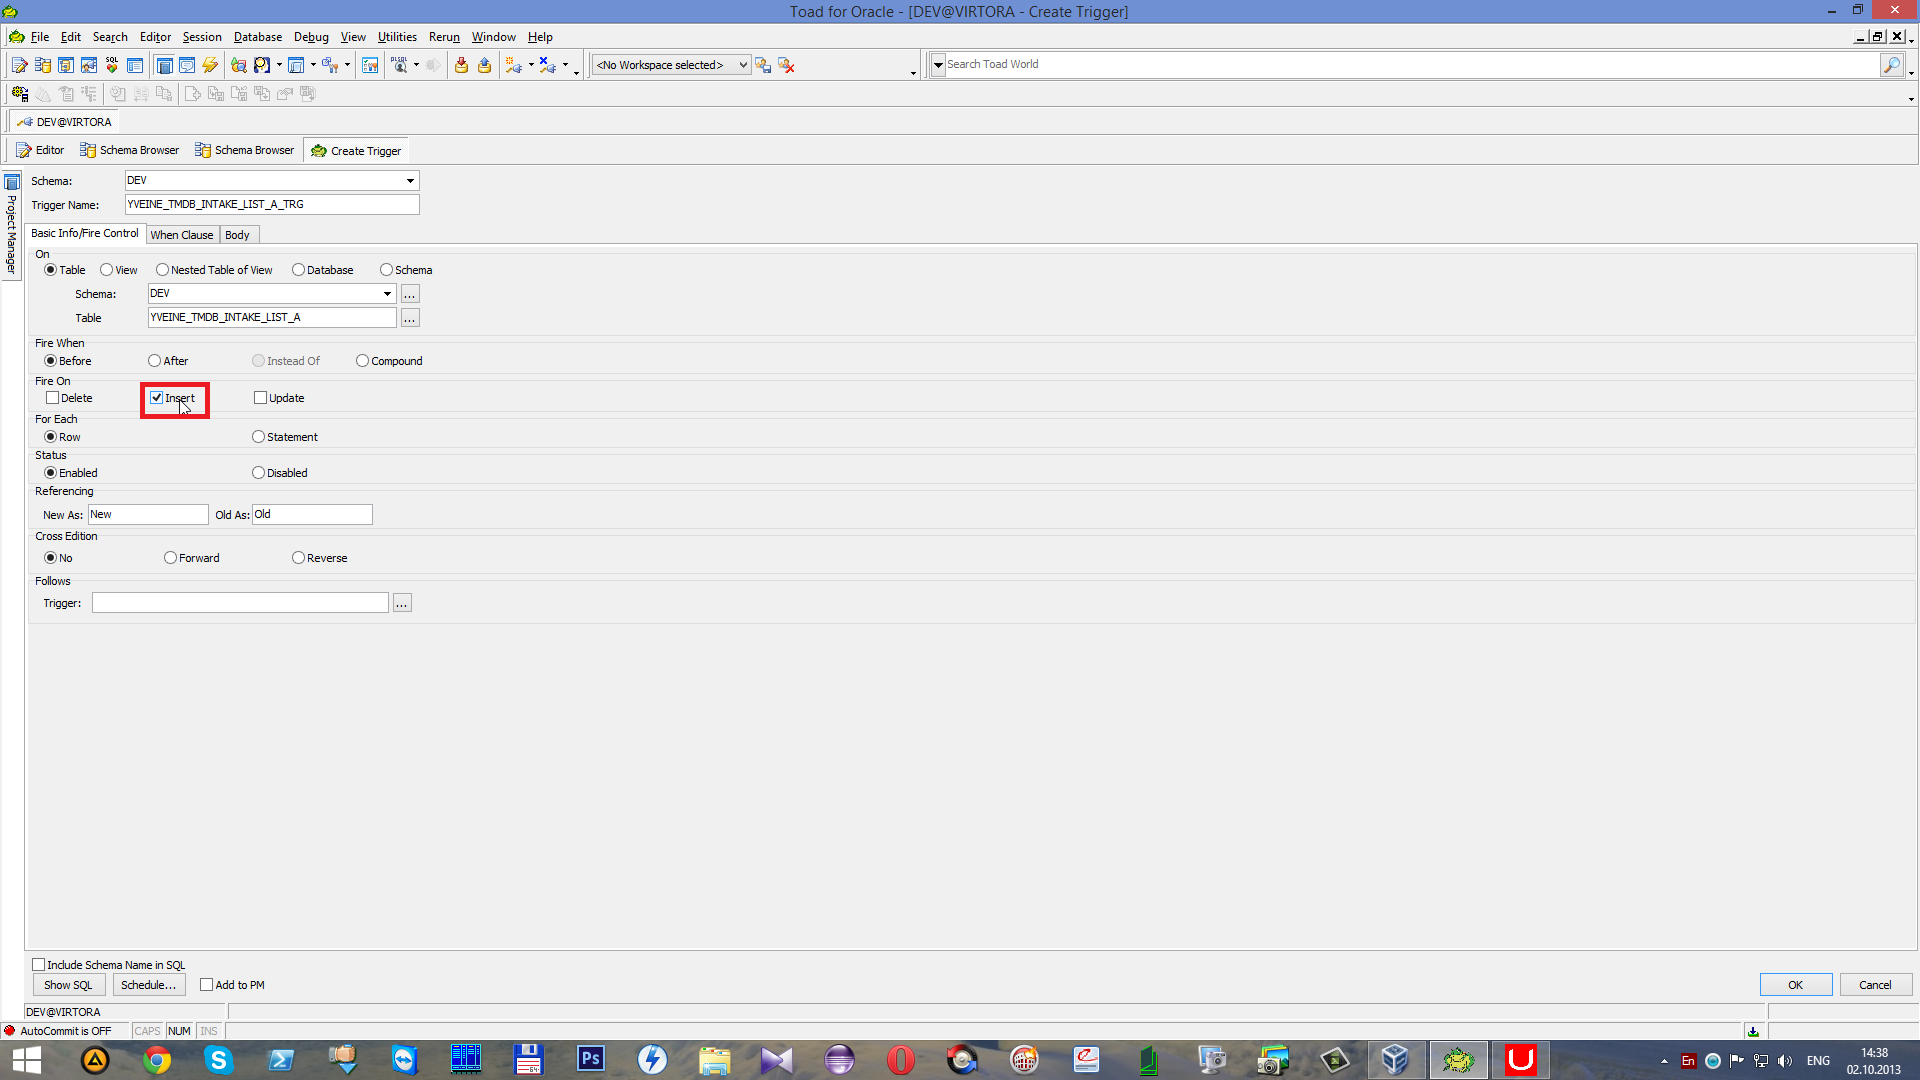 Toad for Oracle - [DEV@VIRTORA - Create Trigger]
File Edit Search Editor Session Database Debug View Utilities Rerun Window Help
SQL
PLSQL
<No Workspace selected>
Search Toad World
DEV@VIRTORA
Editor Schema Browser Schema Browser Create Trigger
Project Manager
Schema: DEV
Trigger Name: YVEINE_TMDB_INTAKE_LIST_A_TRG
Basic Info/Fire Control When Clause Body
On
Table View Nested Table of View Database Schema
Schema: DEV ...
Table YVEINE_TMDB_INTAKE_LIST_A ...
Fire When
Before After Instead Of Compound
Fire On
Delete Insert Update
For Each
Row Statement
Status
Enabled Disabled
Referencing
New As: New Old As: Old
Cross Edition
No Forward Reverse
Follows
Trigger: ...
Include Schema Name in SQL
Show SQL Schedule... Add to PM OK Cancel
DEV@VIRTORA
AutoCommit is OFF CAPS NUM INS
S 64 Ps U En ENG 14:38
02.10.2013